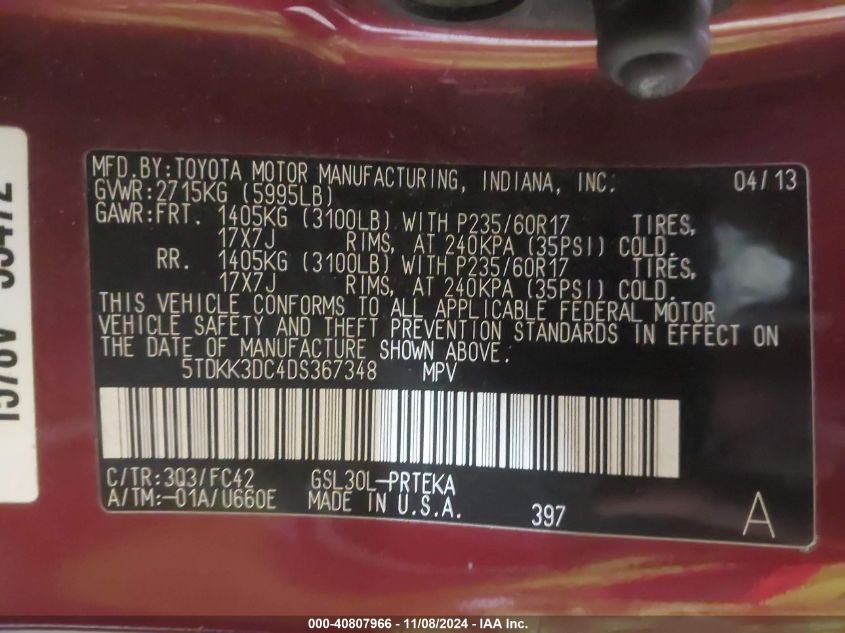 MFD.BY:TOYOTA MOTOR MANUFACTURING, INDIANA, INC. 04/13
GVWR:2715KG (5995LB)
GAWR:FRT. 1405KG (3100LB) WITH P235/60R17 TIRES,
17X7J RIMS, AT 240KPA (35PSI) COLD.
RR. 1405KG (3100LB) WITH P235/60R17 TIRES,
17X7J RIMS, AT 240KPA (35PSI) COLD.
THIS VEHICLE CONFORMS TO ALL APPLICABLE FEDERAL MOTOR
VEHICLE SAFETY AND THEFT PREVENTION STANDARDS IN EFFECT ON
THE DATE OF MANUFACTURE SHOWN ABOVE.
5TDKK3DC4DS367348 MPV
C/TR:3Q3/FC42 GSL30L-PRTEKA
A/TM:-01A/U660E MADE IN U.S.A. 397 A
000-40807966 - 11/08/2024 - IAA Inc.